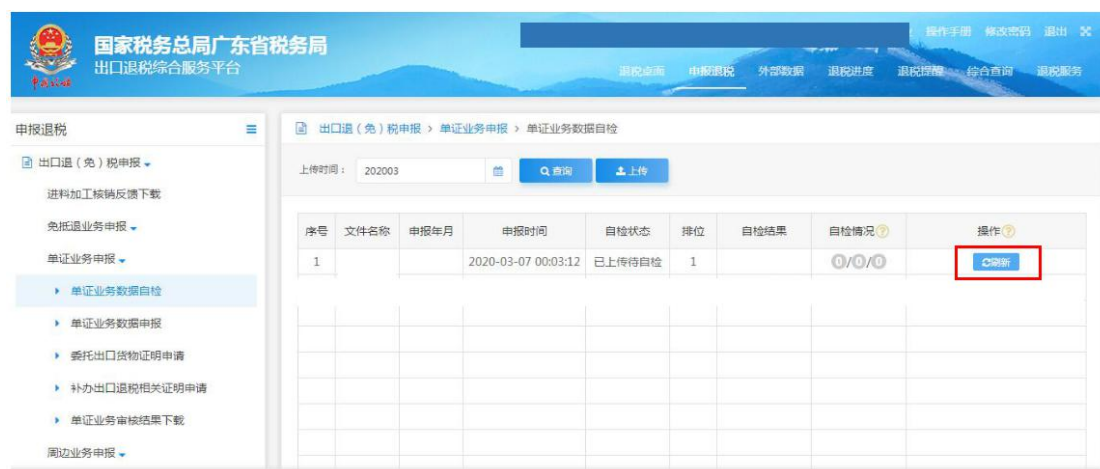 国家税务总局广东省税务局
出口退税综合服务平台
操作手册 修改密码 退出
退税桌面 申报退税 外部数据 退税进度 退税提醒 综合查询 退税服务
申报退税
出口退（免）税申报 > 单证业务申报 > 单证业务数据自检
出口退（免）税申报
上传时间： 202003 查询 上传
进料加工核销反馈下载
免抵退业务申报
单证业务申报
单证业务数据自检
单证业务数据申报
委托出口货物证明申请
补办出口退税相关证明申请
单证业务审核结果下载
周边业务申报
序号 文件名称 申报年月 申报时间 自检状态 排位 自检结果 自检情况? 操作?
1 2020-03-07 00:03:12 已上传待自检 1 0/0/0 刷新